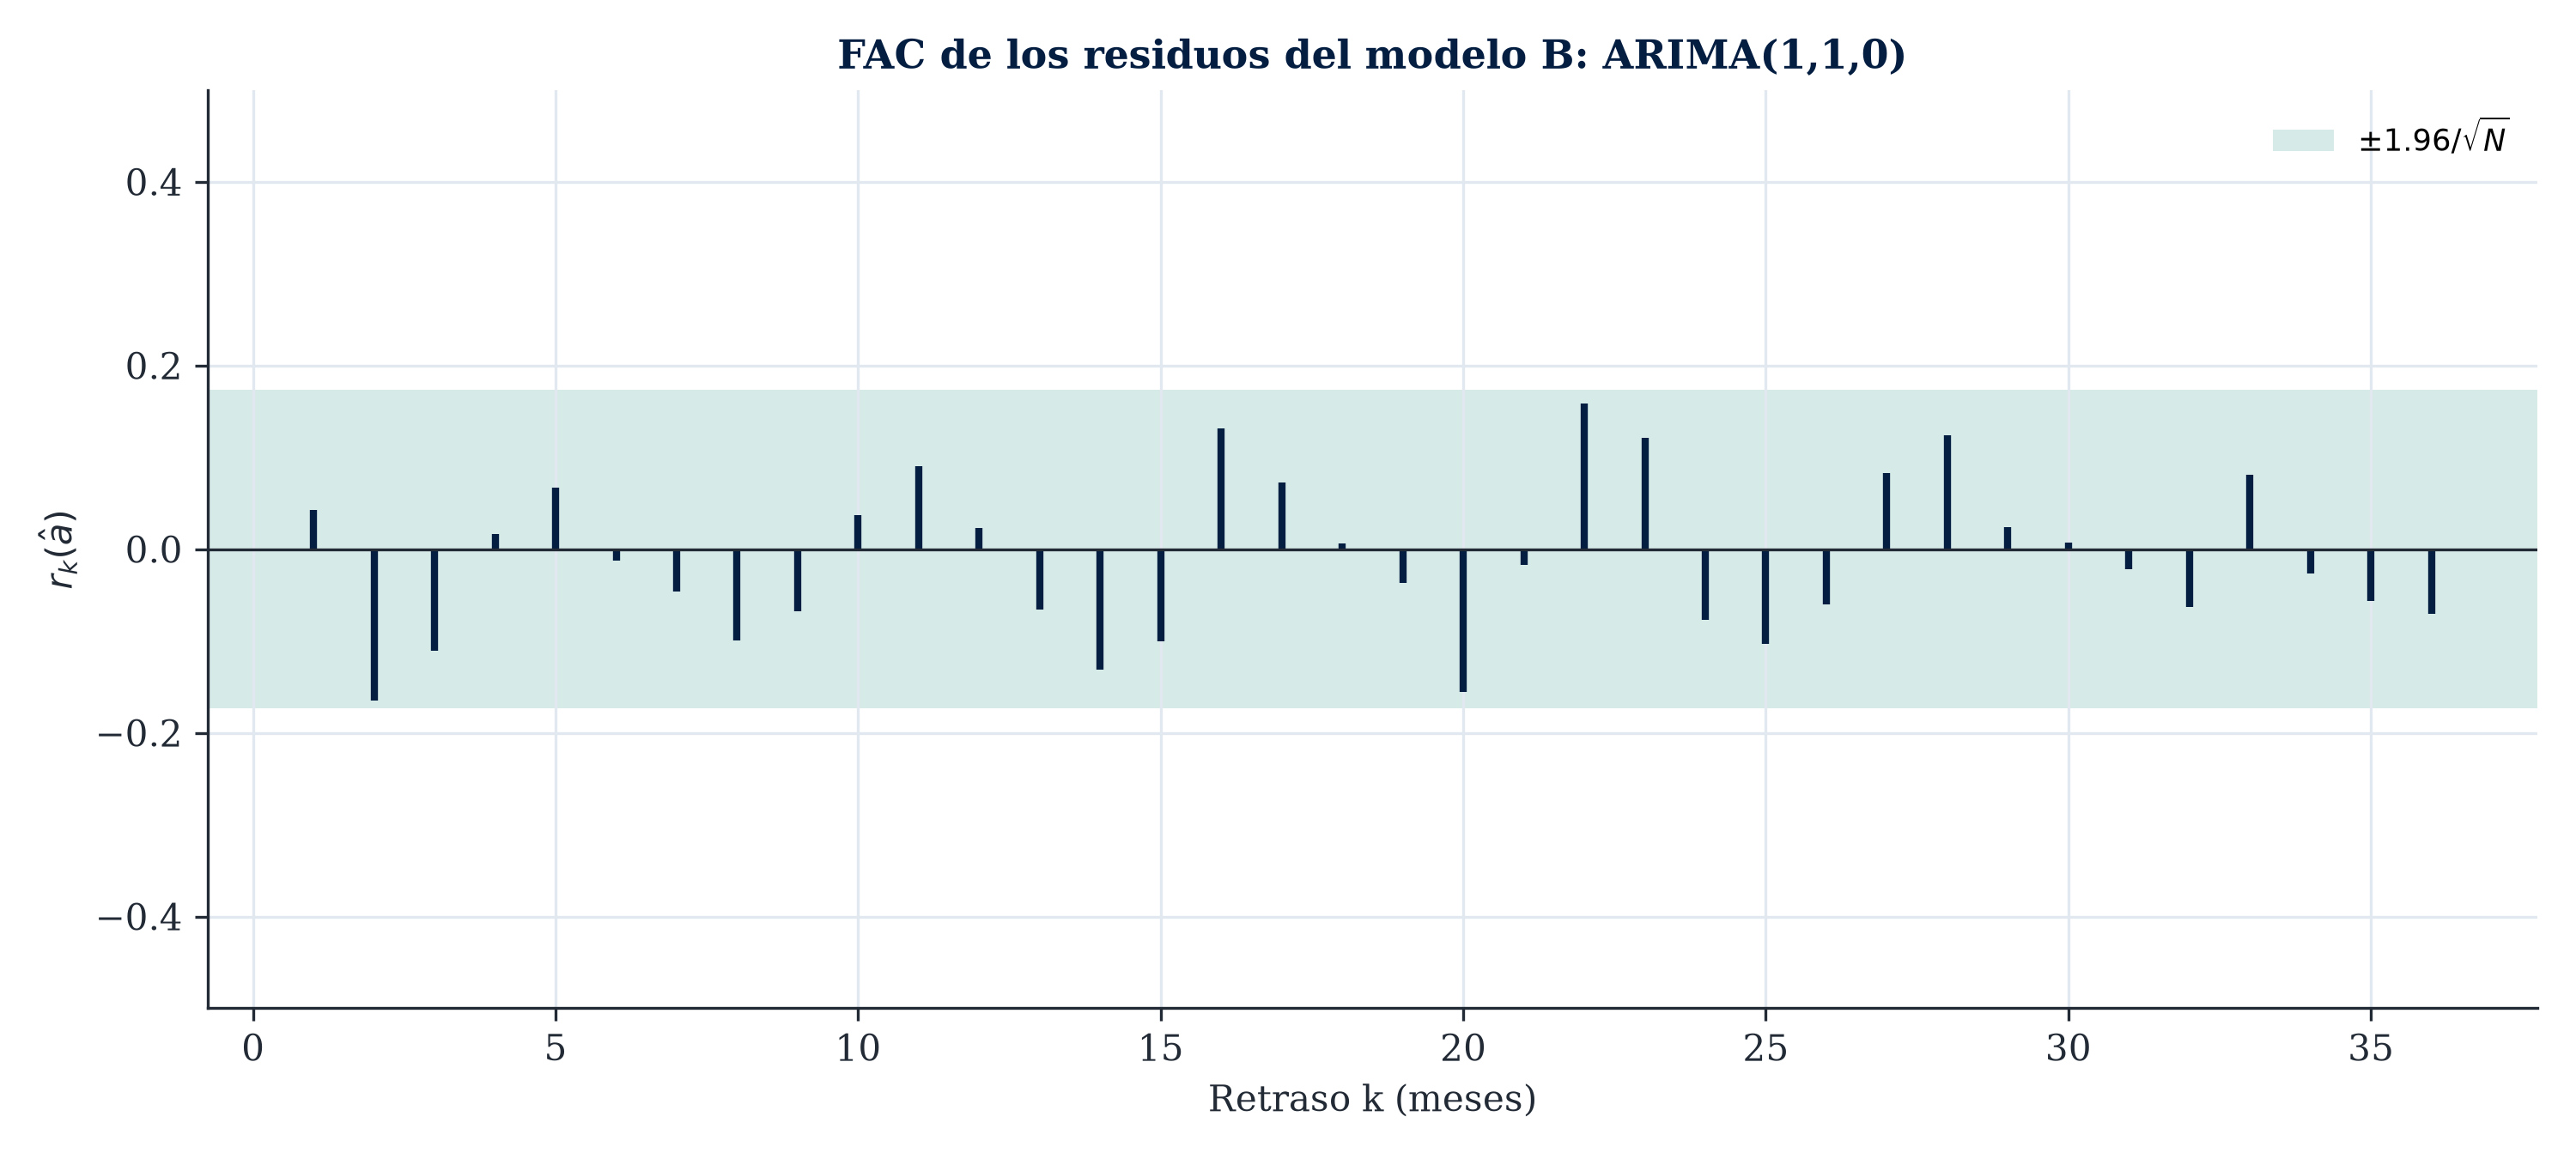 FAC de los residuos del modelo B: ARIMA(1,1,0)
±1.96/√N
0.4
0.2
0.0
−0.2
−0.4
r_k(â)
0 5 10 15 20 25 30 35
Retraso k (meses)